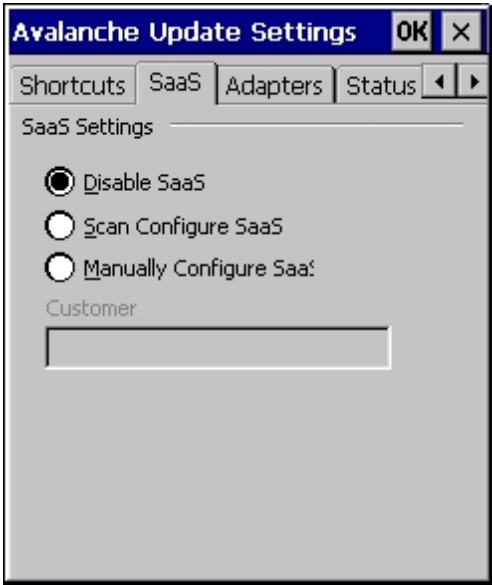 Avalanche Update Settings OK ×
Shortcuts SaaS Adapters Status
SaaS Settings
Disable SaaS
Scan Configure SaaS
Manually Configure SaaS
Customer